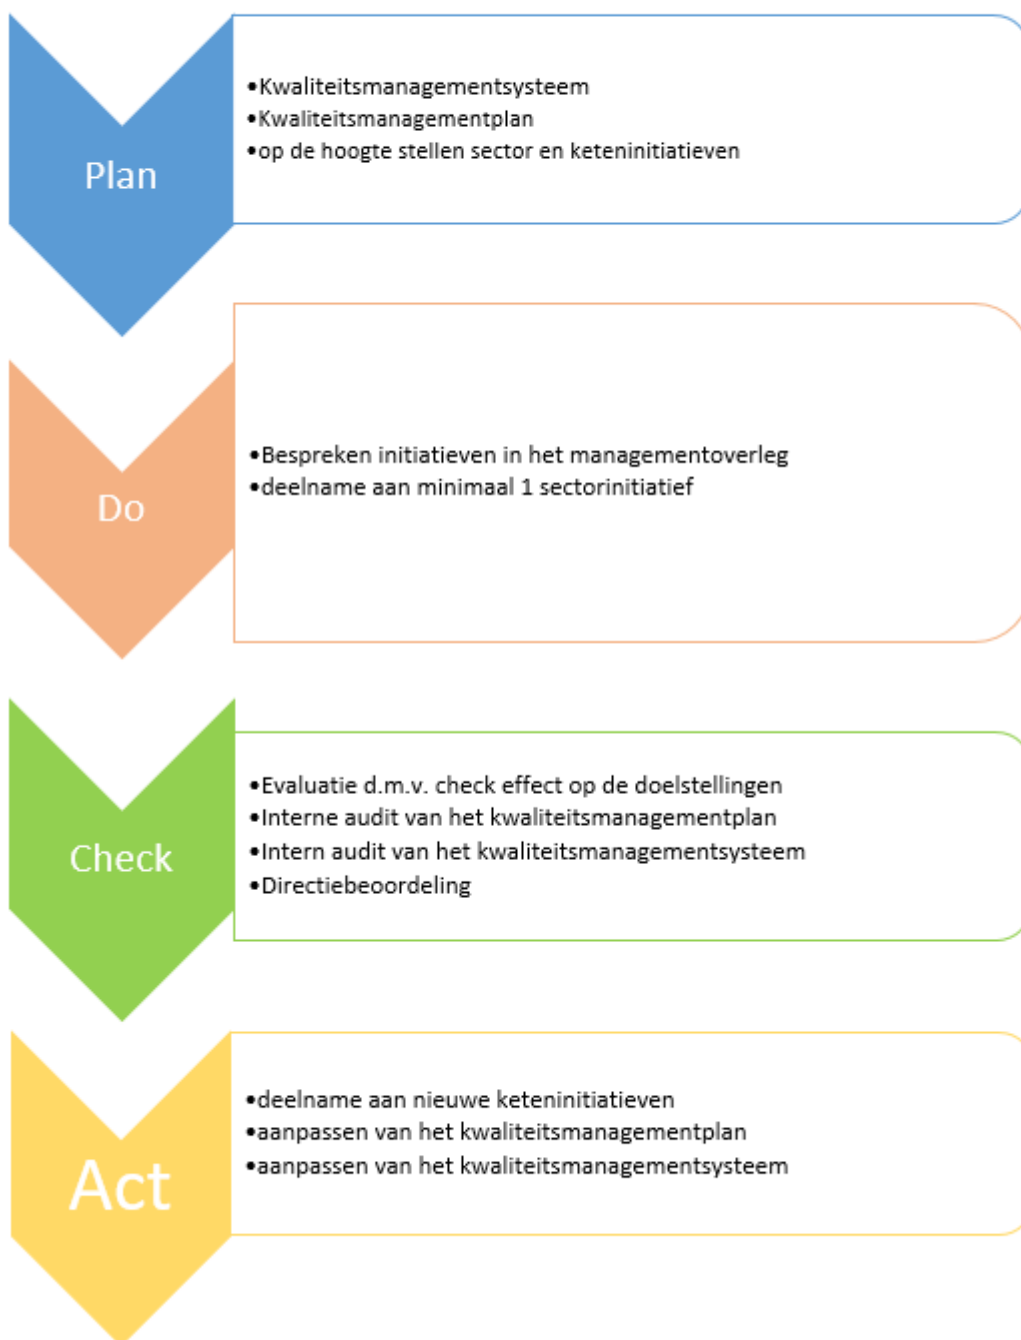 Plan
•Kwaliteitsmanagementsysteem
•Kwaliteitsmanagementplan
•op de hoogte stellen sector en keteninitiatieven
Do
•Bespreken initiatieven in het managementoverleg
•deelname aan minimaal 1 sectorinitiatief
Check
•Evaluatie d.m.v. check effect op de doelstellingen
•Interne audit van het kwaliteitsmanagementplan
•Intern audit van het kwaliteitsmanagementsysteem
•Directiebeoordeling
Act
•deelname aan nieuwe keteninitiatieven
•aanpassen van het kwaliteitsmanagementplan
•aanpassen van het kwaliteitsmanagementsysteem